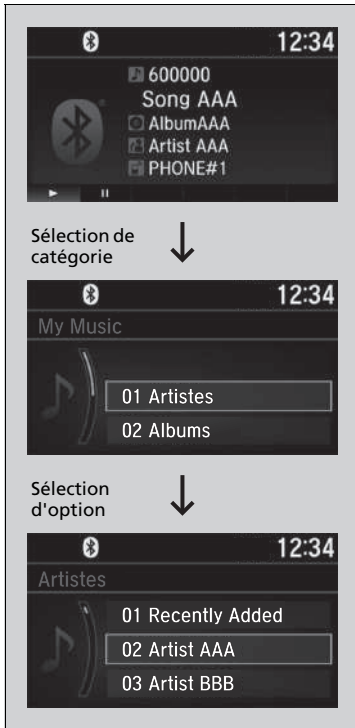 12:34
600000
Song AAA
AlbumAAA
Artist AAA
PHONE#1
Sélection de
catégorie
12:34
My Music
01 Artistes
02 Albums
Sélection
d'option
12:34
Artistes
01 Recently Added
02 Artist AAA
03 Artist BBB